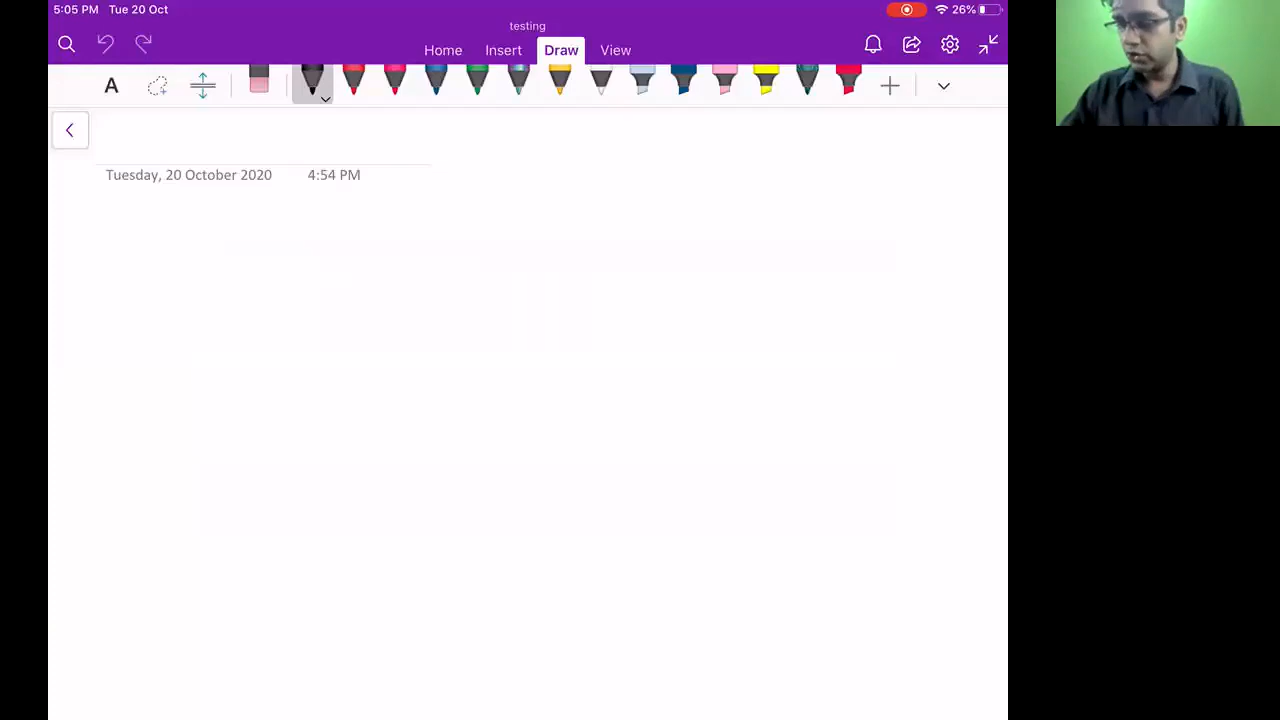 5:05 PM Tue 20 Oct 26%
testing
Home Insert Draw View
A
Tuesday, 20 October 2020 4:54 PM